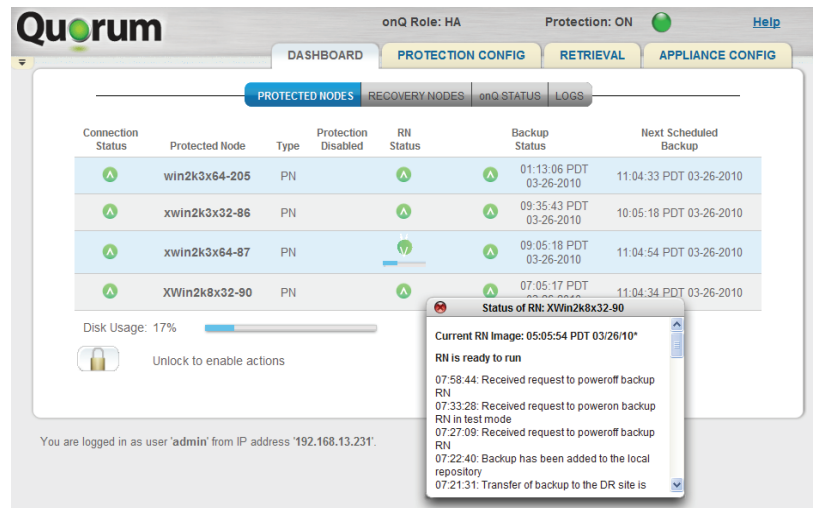 Quorum
onQ Role: HA
Protection: ON
Help
DASHBOARD
PROTECTION CONFIG
RETRIEVAL
APPLIANCE CONFIG
PROTECTED NODES
RECOVERY NODES
onQ STATUS
LOGS
Connection Status
Protected Node
Type
Protection Disabled
RN Status
Backup Status
Next Scheduled Backup
win2k3x64-205 PN 01:13:06 PDT 03-26-2010 11:04:33 PDT 03-26-2010
xwin2k3x32-86 PN 09:35:43 PDT 03-26-2010 10:05:18 PDT 03-26-2010
xwin2k3x64-87 PN 09:05:18 PDT 03-26-2010 11:04:54 PDT 03-26-2010
XWin2k8x32-90 PN 07:05:17 PDT 11:04:34 PDT 03-26-2010
Disk Usage: 17%
Unlock to enable actions
Status of RN: XWin2k8x32-90
Current RN Image: 05:05:54 PDT 03/26/10*
RN is ready to run
07:58:44: Received request to poweroff backup
RN
07:33:28: Received request to poweron backup
RN in test mode
07:27:09: Received request to poweroff backup
RN
07:22:40: Backup has been added to the local
repository
07:21:31: Transfer of backup to the DR site is
You are logged in as user 'admin' from IP address '192.168.13.231'.